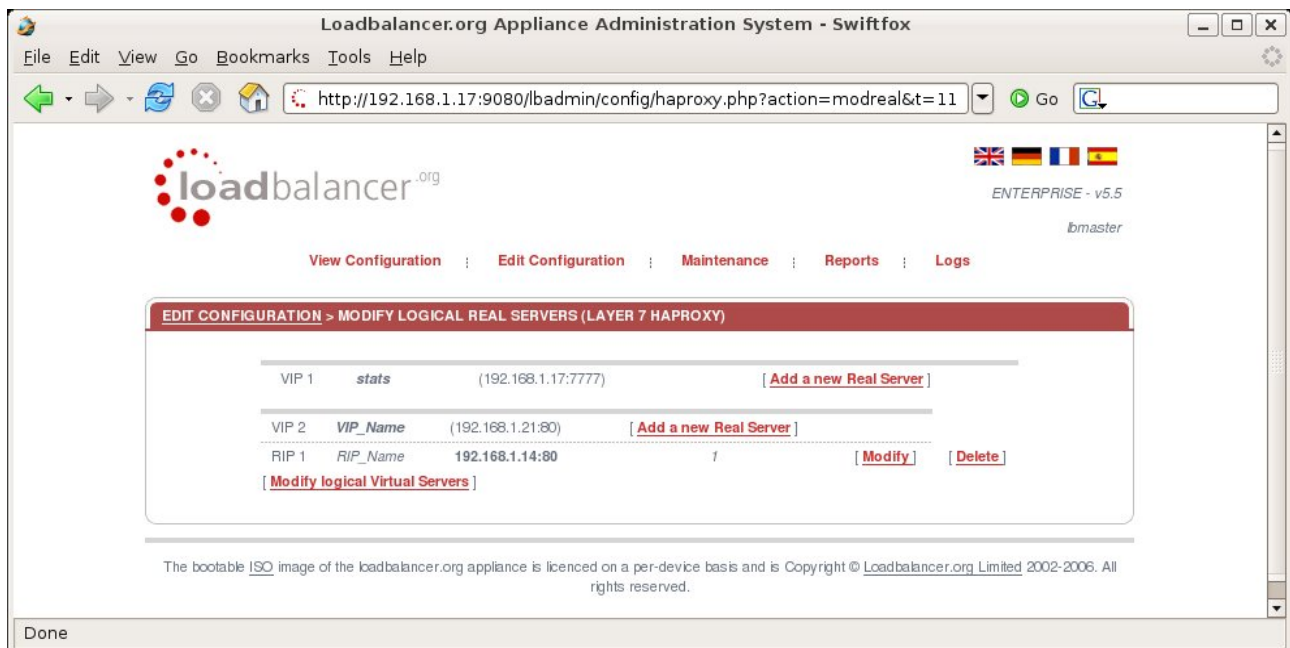 Loadbalancer.org Appliance Administration System - Swiftfox
File Edit View Go Bookmarks Tools Help
http://192.168.1.17:9080/lbadmin/config/haproxy.php?action=modreal&t=11 Go G
loadbalancer.org
ENTERPRISE - v5.5
lbmaster
View Configuration Edit Configuration Maintenance Reports Logs
EDIT CONFIGURATION > MODIFY LOGICAL REAL SERVERS (LAYER 7 HAPROXY)
VIP 1 stats (192.168.1.17:7777) [ Add a new Real Server ]
VIP 2 VIP_Name (192.168.1.21:80) [ Add a new Real Server ]
RIP 1 RIP_Name 192.168.1.14:80 1 [ Modify ] [ Delete ]
[ Modify logical Virtual Servers ]
The bootable ISO image of the loadbalancer.org appliance is licenced on a per-device basis and is Copyright © Loadbalancer.org Limited 2002-2006. All
rights reserved.
Done